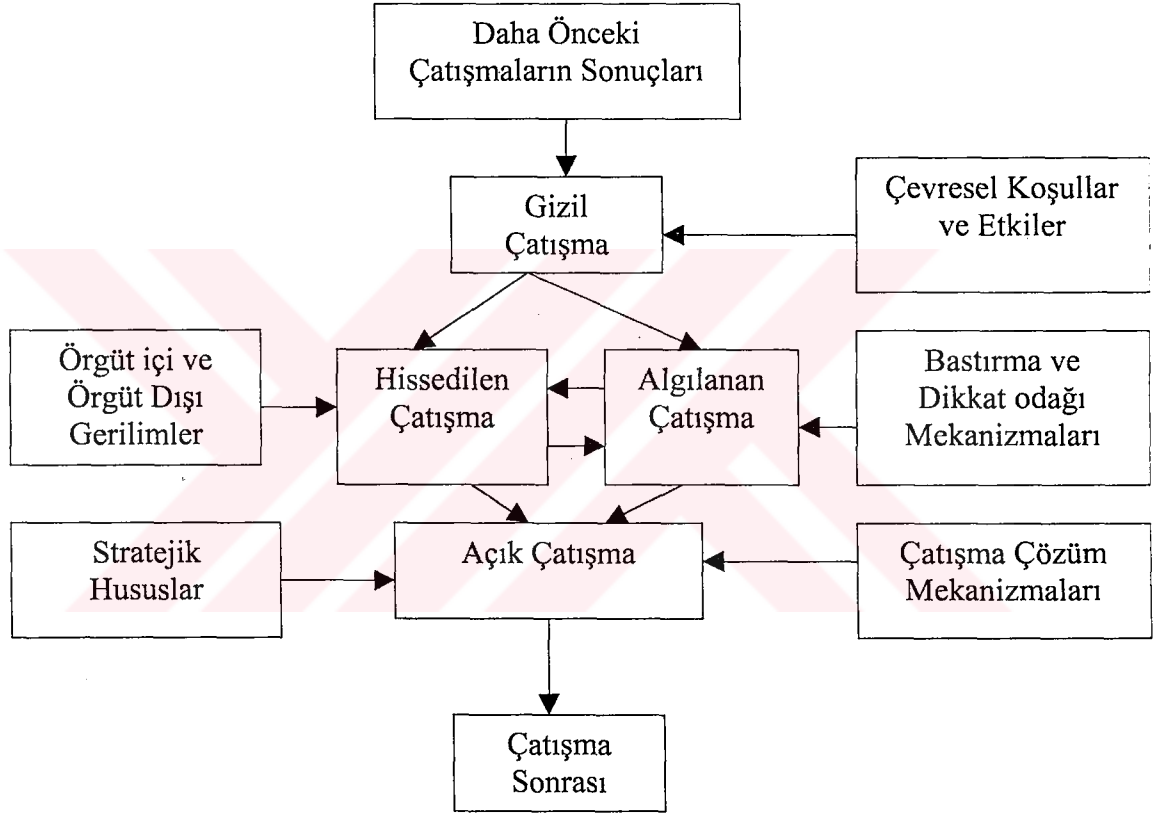 Daha Önceki
Çatışmaların Sonuçları
Gizil
Çatışma
Çevresel Koşullar
ve Etkiler
Örgüt içi ve
Örgüt Dışı
Gerilimler
Hissedilen
Çatışma
Algılanan
Çatışma
Bastırma ve
Dikkat odağı
Mekanizmaları
Stratejik
Hususlar
Açık Çatışma
Çatışma Çözüm
Mekanizmaları
Çatışma
Sonrası